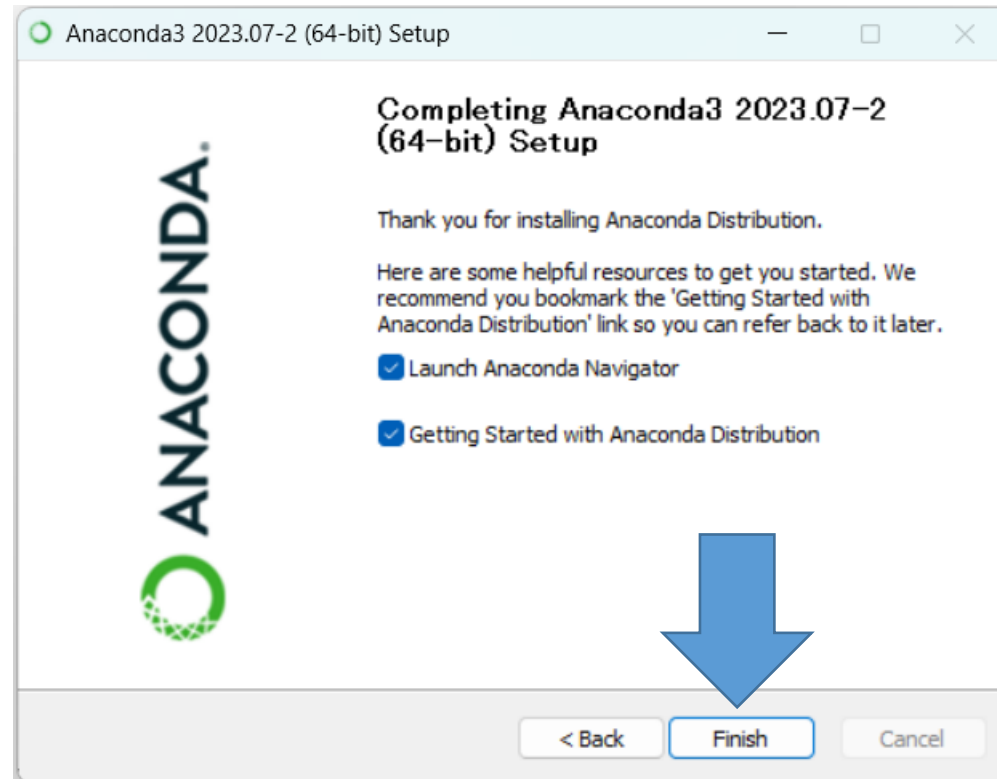 Anaconda3 2023.07-2 (64-bit) Setup
ANACONDA.
Completing Anaconda3 2023.07-2
(64-bit) Setup
Thank you for installing Anaconda Distribution.
Here are some helpful resources to get you started. We
recommend you bookmark the 'Getting Started with
Anaconda Distribution' link so you can refer back to it later.
Launch Anaconda Navigator
Getting Started with Anaconda Distribution
< Back Finish Cancel